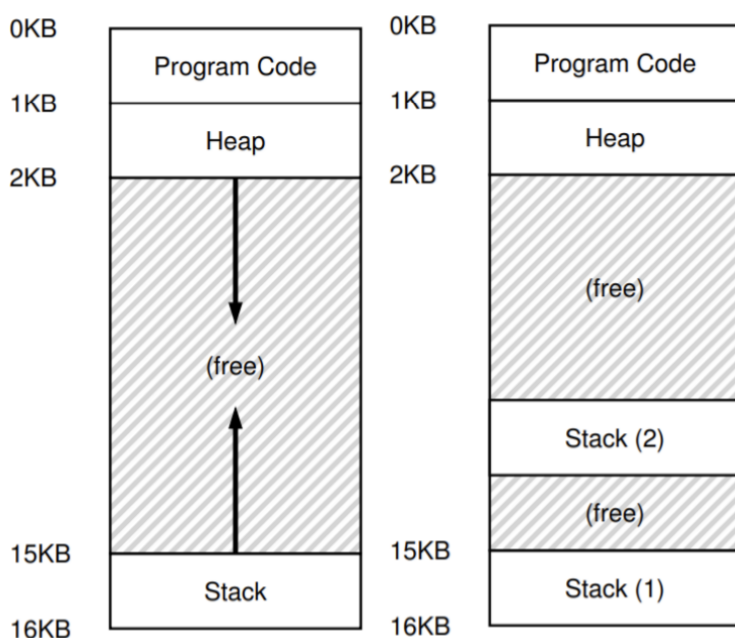 0KB
Program Code
1KB
Heap
2KB
(free)
15KB
Stack
16KB
0KB
Program Code
1KB
Heap
2KB
(free)
Stack (2)
(free)
15KB
Stack (1)
16KB